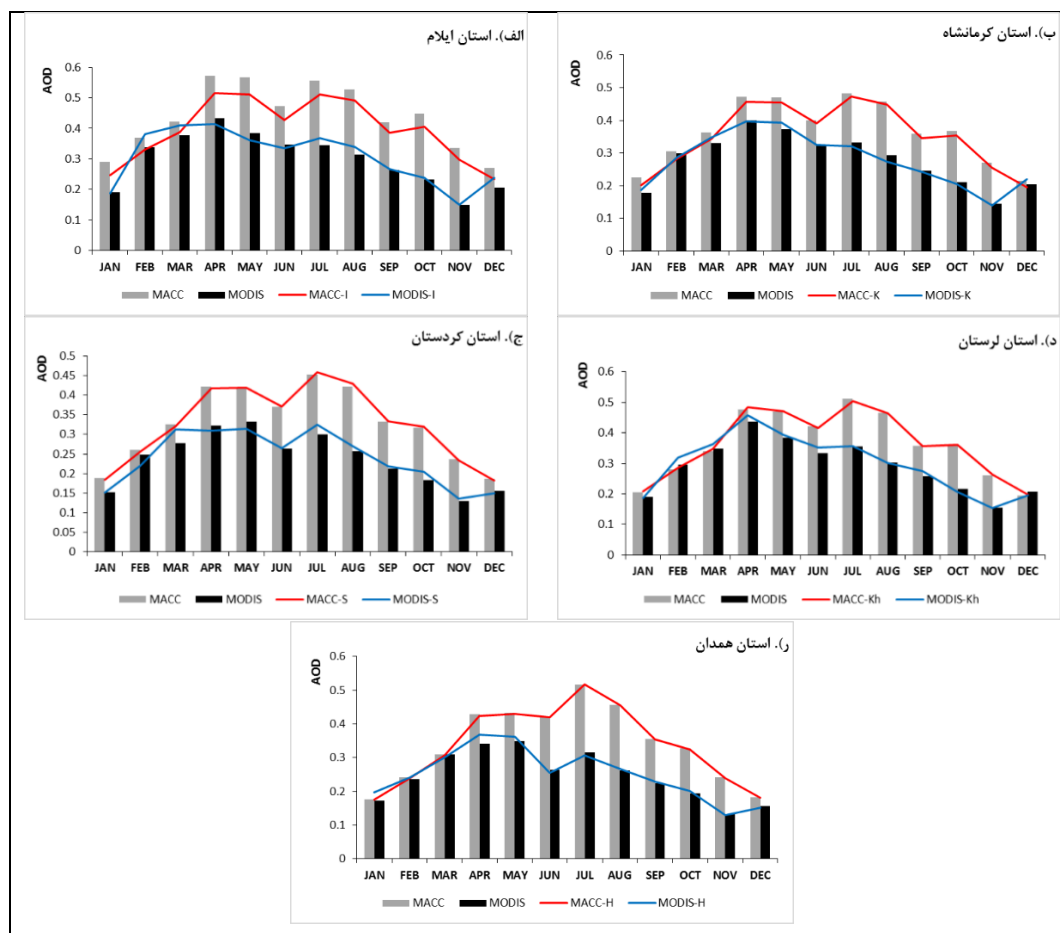 الف). استان ایلام
AOD
0.6
0.5
0.4
0.3
0.2
0.1
0
JAN FEB MAR APR MAY JUN JUL AUG SEP OCT NOV DEC
MACC MODIS MACC-I MODIS-I
ب). استان کرمانشاه
AOD
0.6
0.5
0.4
0.3
0.2
0.1
0
JAN FEB MAR APR MAY JUN JUL AUG SEP OCT NOV DEC
MACC MODIS MACC-K MODIS-K
ج). استان کردستان
AOD
0.5
0.45
0.4
0.35
0.3
0.25
0.2
0.15
0.1
0.05
0
JAN FEB MAR APR MAY JUN JUL AUG SEP OCT NOV DEC
MACC MODIS MACC-S MODIS-S
د). استان لرستان
AOD
0.6
0.5
0.4
0.3
0.2
0.1
0
JAN FEB MAR APR MAY JUN JUL AUG SEP OCT NOV DEC
MACC MODIS MACC-Kh MODIS-Kh
ر). استان همدان
AOD
0.6
0.5
0.4
0.3
0.2
0.1
0
JAN FEB MAR APR MAY JUN JUL AUG SEP OCT NOV DEC
MACC MODIS MACC-H MODIS-H